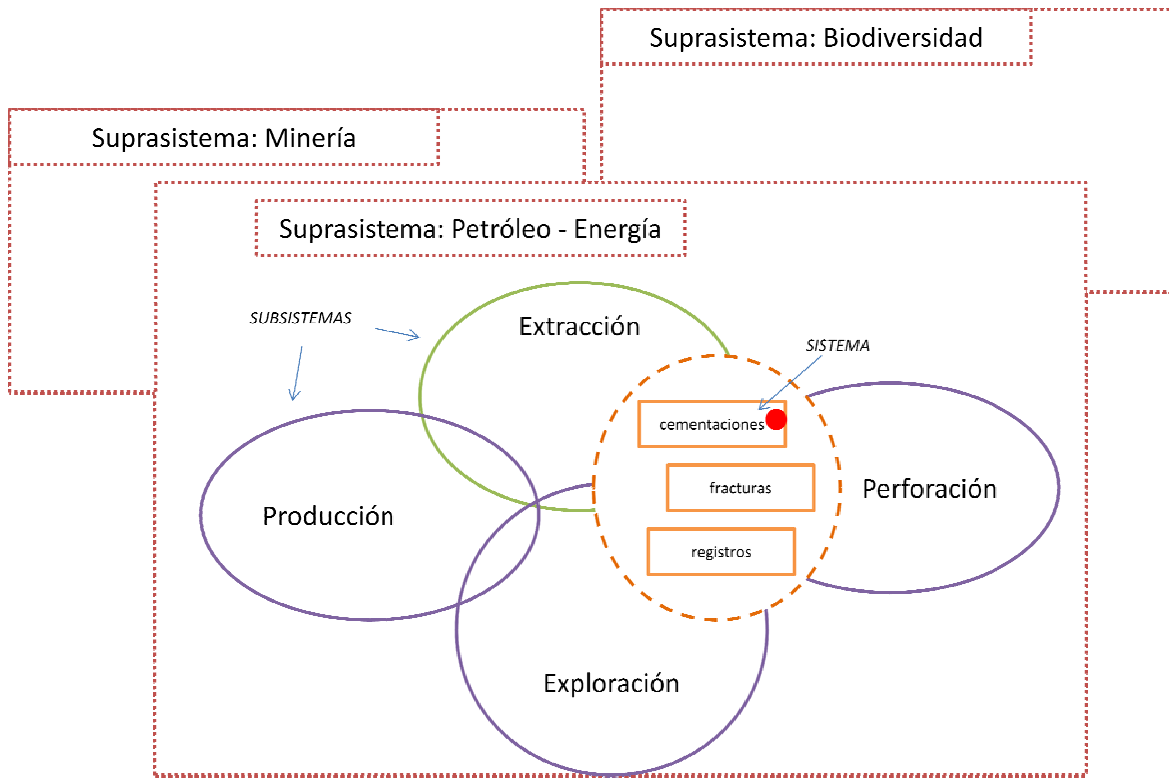 Suprasistema: Biodiversidad
Suprasistema: Minería
Suprasistema: Petróleo - Energía
SUBSISTEMAS
Extracción
SISTEMA
cementaciones
fracturas
Perforación
Producción
registros
Exploración